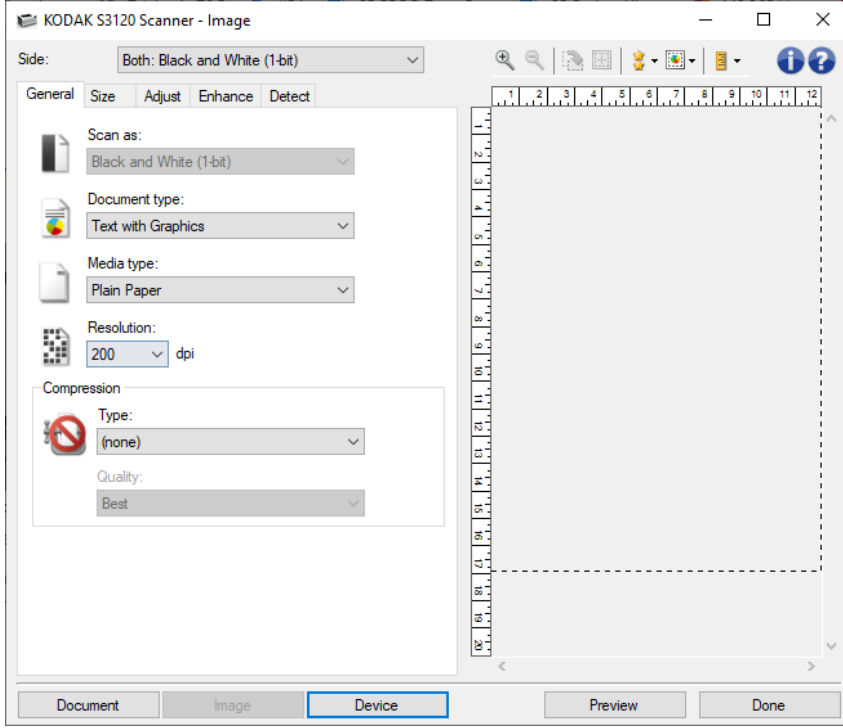 KODAK S3120 Scanner - Image
Side: Both: Black and White (1-bit)
General Size Adjust Enhance Detect
Scan as:
Black and White (1-bit)
Document type:
Text with Graphics
Media type:
Plain Paper
Resolution:
200 dpi
Compression
Type:
(none)
Quality:
Best
1 2 3 4 5 6 7 8 9 10 11 12
1
2
3
4
5
6
7
8
9
10
11
12
13
14
15
16
17
18
19
20
Document Image Device Preview Done